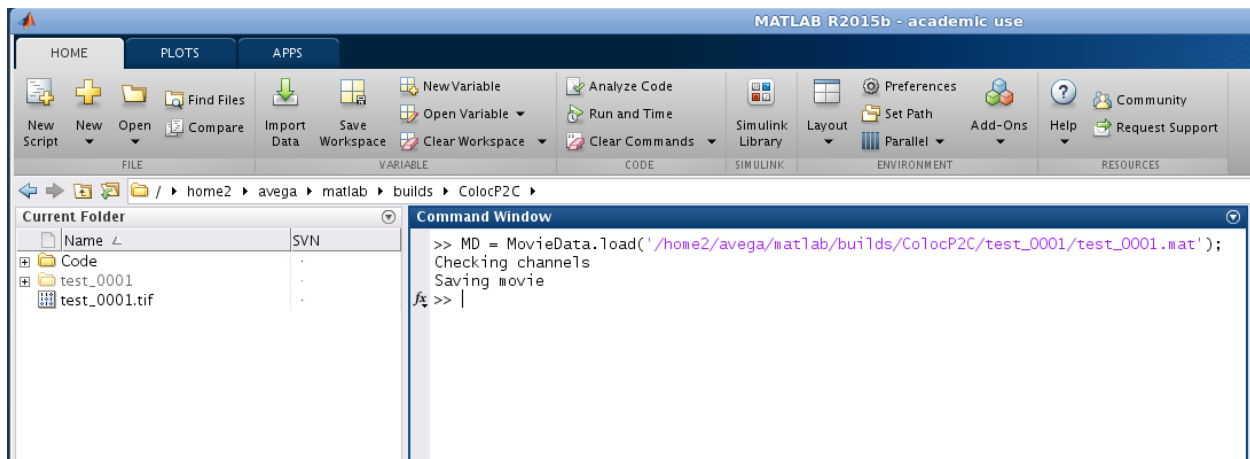 MATLAB R2015b - academic use
HOME PLOTS APPS
New Script
New
Open
Find Files
Compare
FILE
Import Data
Save Workspace
New Variable
Open Variable
Clear Workspace
VARIABLE
Analyze Code
Run and Time
Clear Commands
CODE
Simulink Library
SIMULINK
Layout
Preferences
Set Path
Parallel
Add-Ons
ENVIRONMENT
Help
Community
Request Support
RESOURCES
/ home2 avega matlab builds ColocP2C
Current Folder
Name SVN
Code
test_0001
test_0001.tif
Command Window
>> MD = MovieData.load('/home2/avega/matlab/builds/ColocP2C/test_0001/test_0001.mat');
Checking channels
Saving movie
fx >>